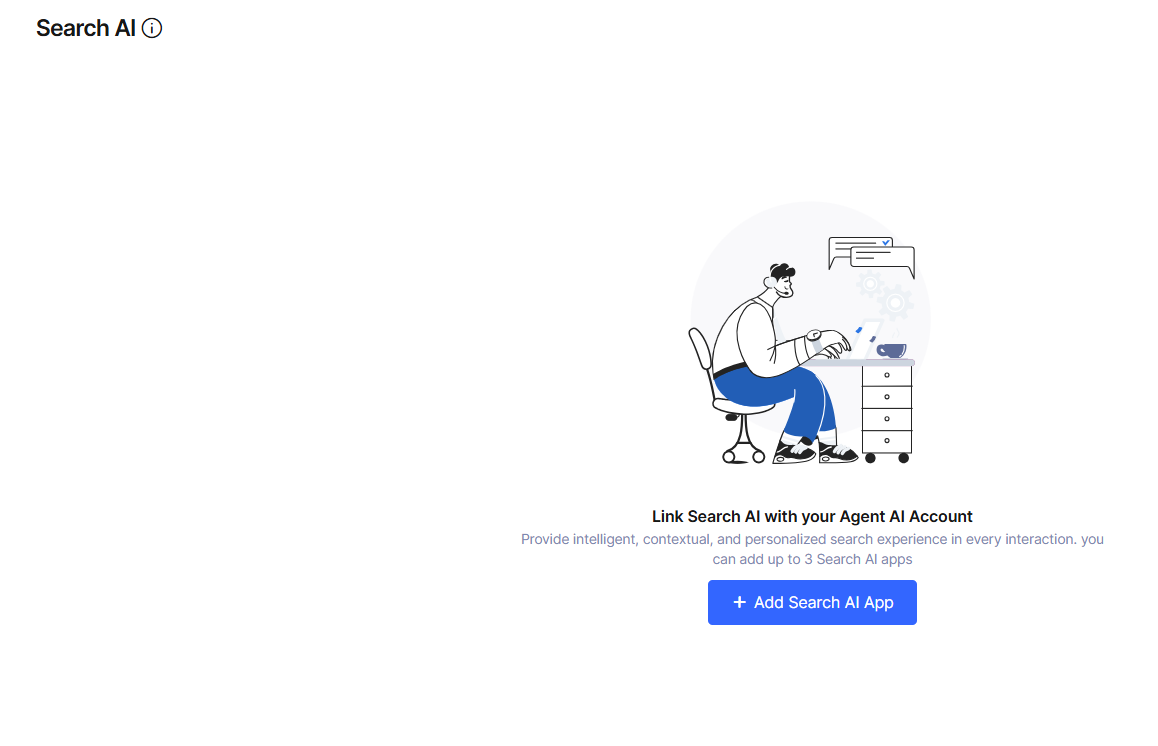 Search AI
Link Search AI with your Agent AI Account
Provide intelligent, contextual, and personalized search experience in every interaction. you
can add up to 3 Search AI apps
+ Add Search AI App